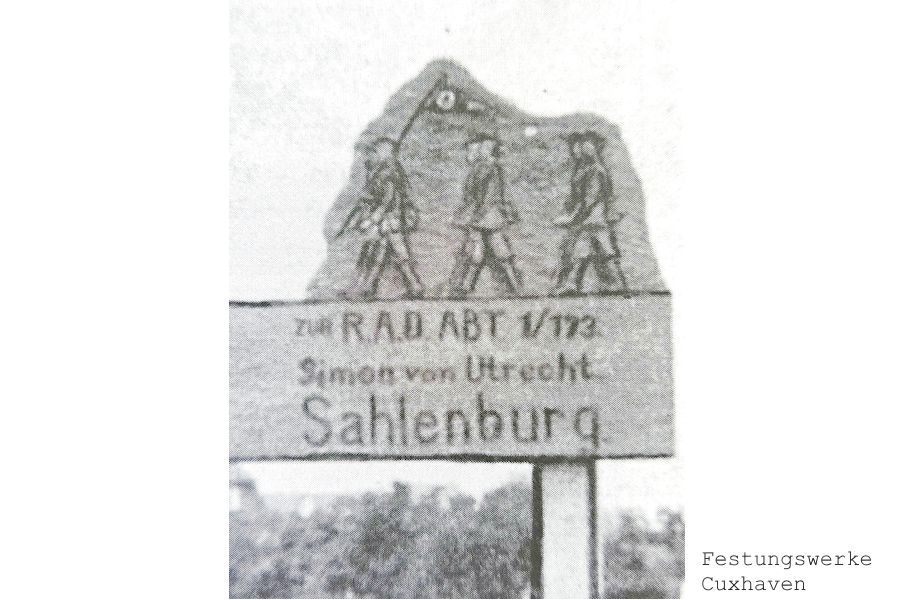 ZUR R.A.D. ABT 1/173.
Simon von Utrecht.
Sahlenburg.
Festungswerke
Cuxhaven